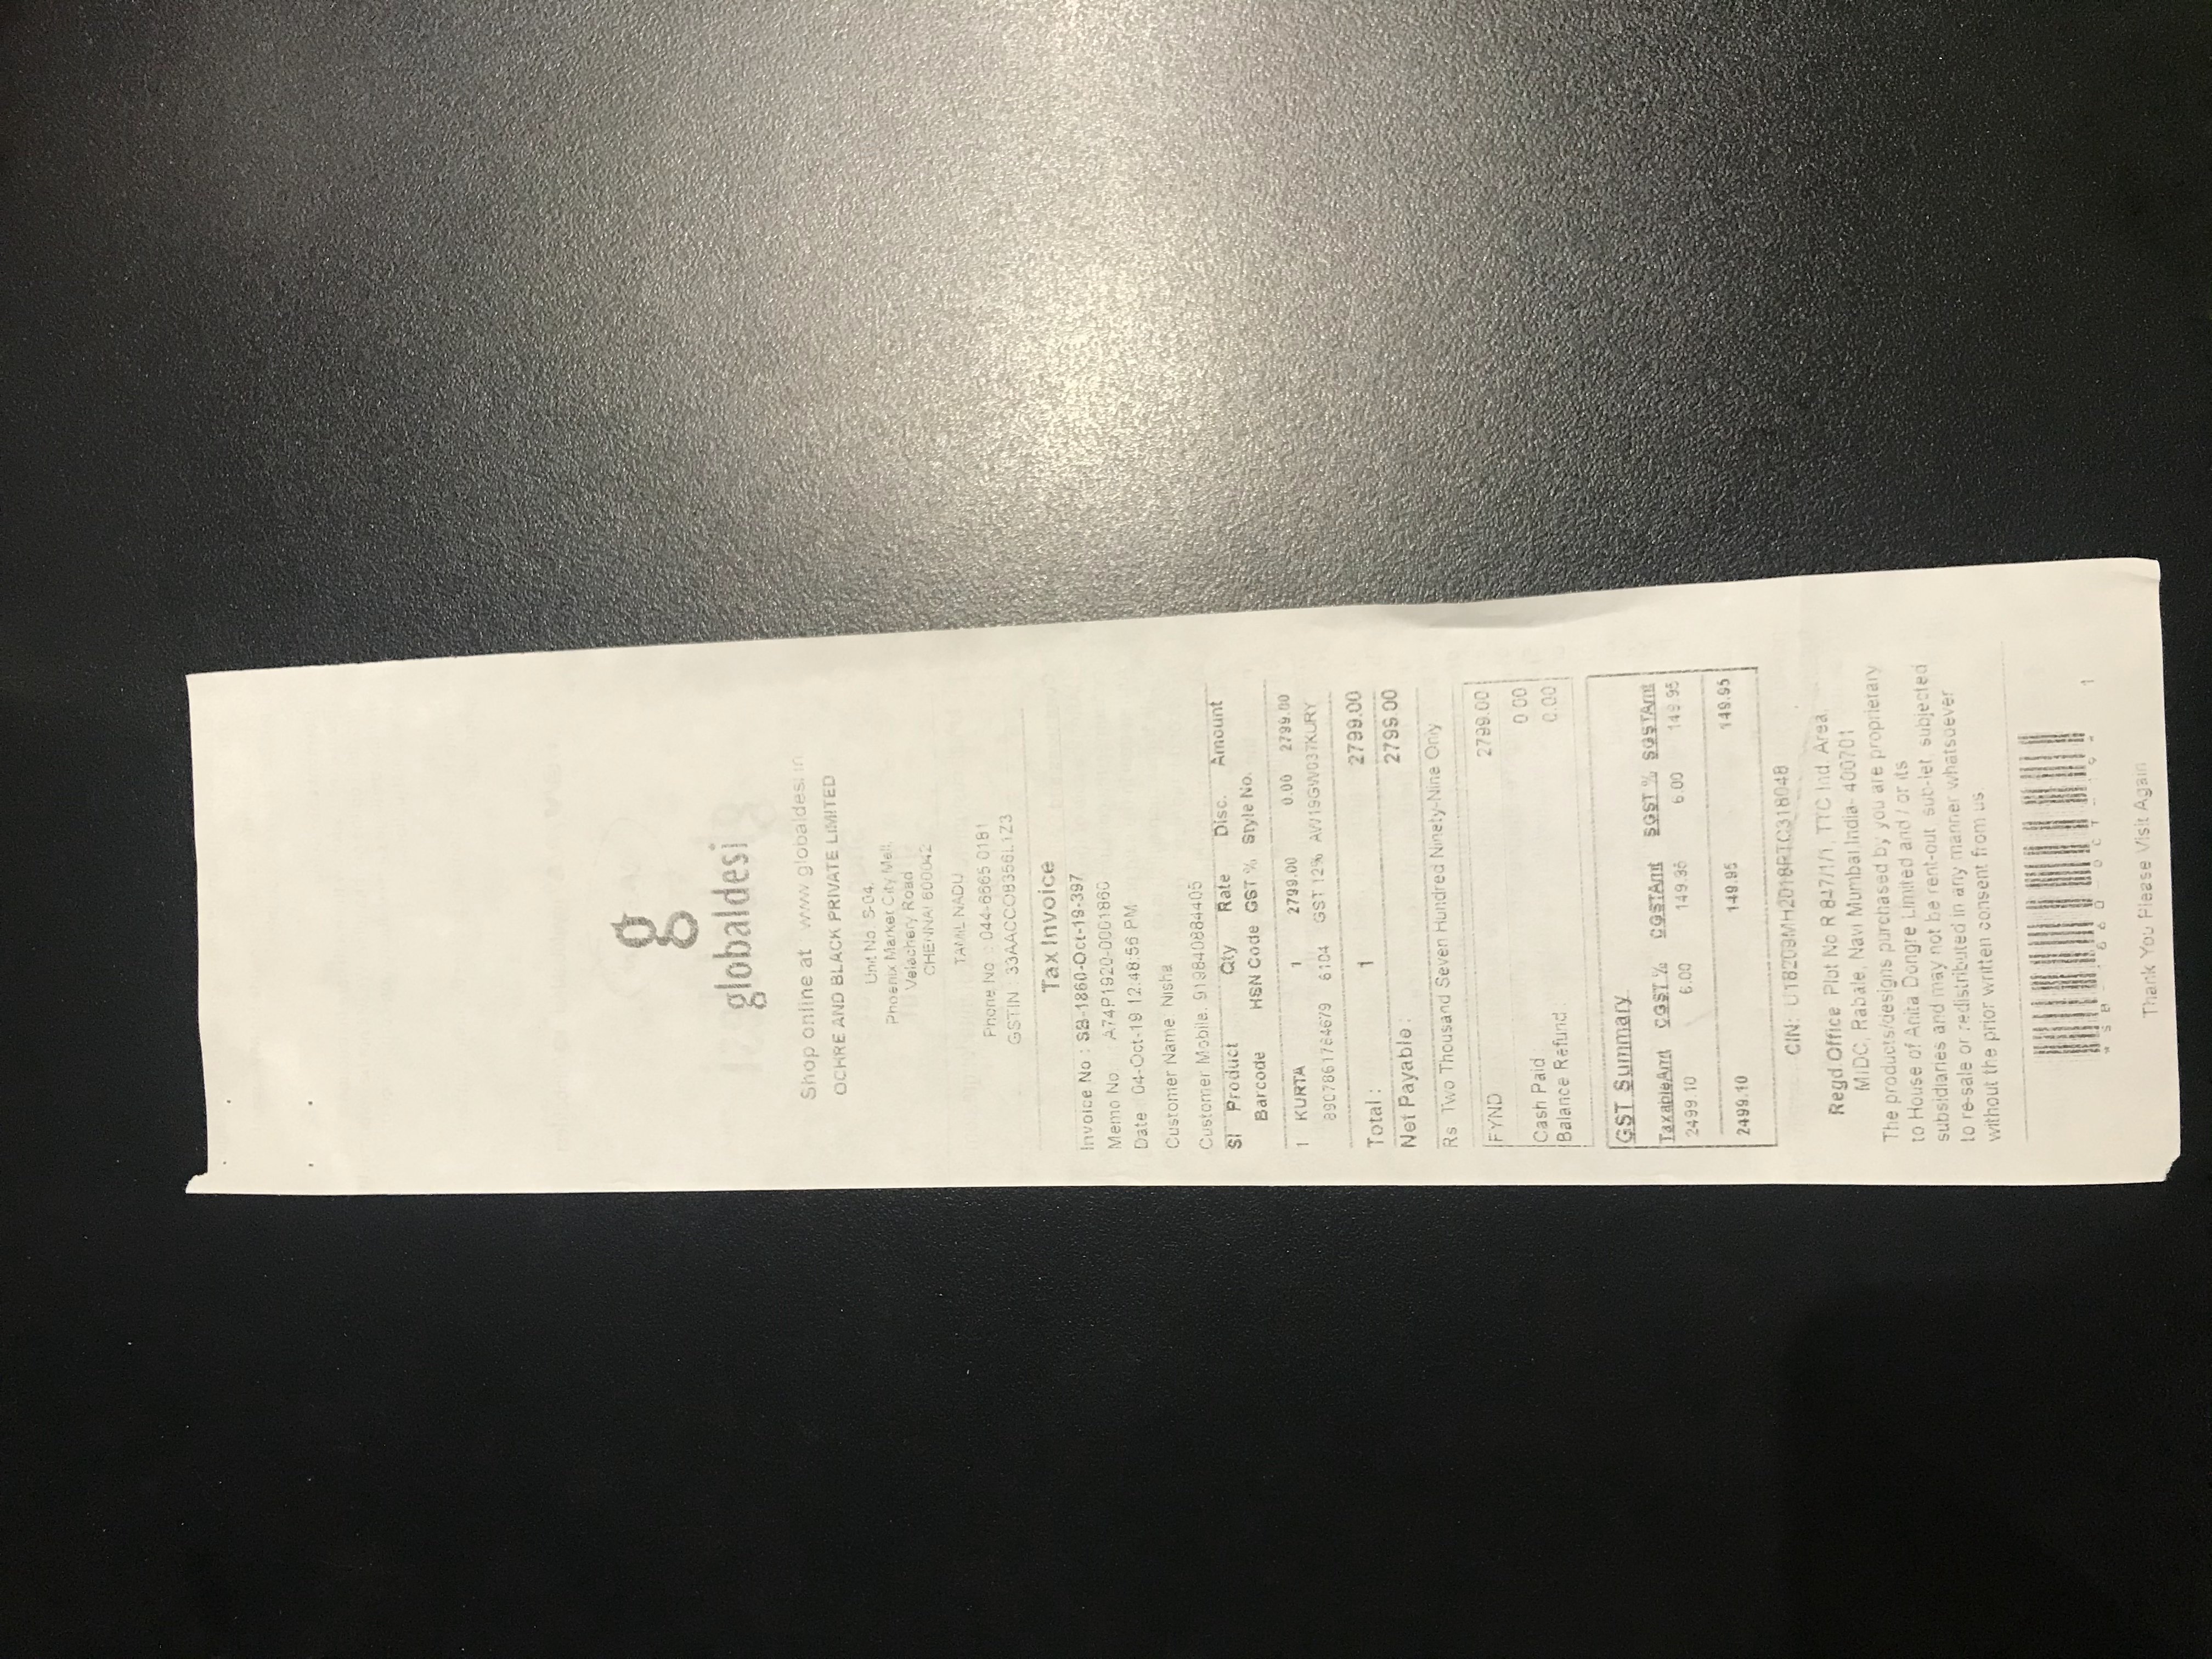 g
globaldesi
Shop online at : www.globaldesi.in
OCHRE AND BLACK PRIVATE LIMITED
Unit No. S-04,
Phoenix Market City Mall,
Velachery Road
CHENNAI 600042
TAMIL NADU
Phone No : 044-6665 0181
GSTIN : 33AACCO8356L1Z3
Tax Invoice
Invoice No : SB-1860-Oct-19-397
Memo No A74P1920-0001860
Date : 04-Oct-19 12:48:56 PM
Customer Name: Nisha
Customer Mobile: 919840884405
Sl Product Qty Rate Disc. Amount
Barcode HSN Code GST % Style No.
1 KURTA 1 2799.00 0.00 2799.00
8907861764679 6104 GST 12% AW19GW037KURY
Total : 1 2799.00
Net Payable : 2799.00
Rs Two Thousand Seven Hundred Ninety-Nine Only
FYND 2799.00
Cash Paid : 0.00
Balance Refund : 0.00
GST Summary
TaxableAmt CGST % CGSTAmt SGST % SGSTAmt
2499.10 6.00 149.95 6.00 149.95
2499.10 149.95 149.95
CIN: U18209MH2018PTC318048
Regd.Office Plot No R 847/1/1, TTC Ind. Area,
MIDC, Rabale, Navi Mumbai,India- 400701
The products/designs purchased by you are proprietary
to House of Anita Dongre Limited and / or its
subsidiaries and may not be rent-out, sub-let, subjected
to re-sale or redistributed in any manner whatsoever
without the prior written consent from us.
*SB-1860-OCT-19*
1
Thank You Please Visit Again